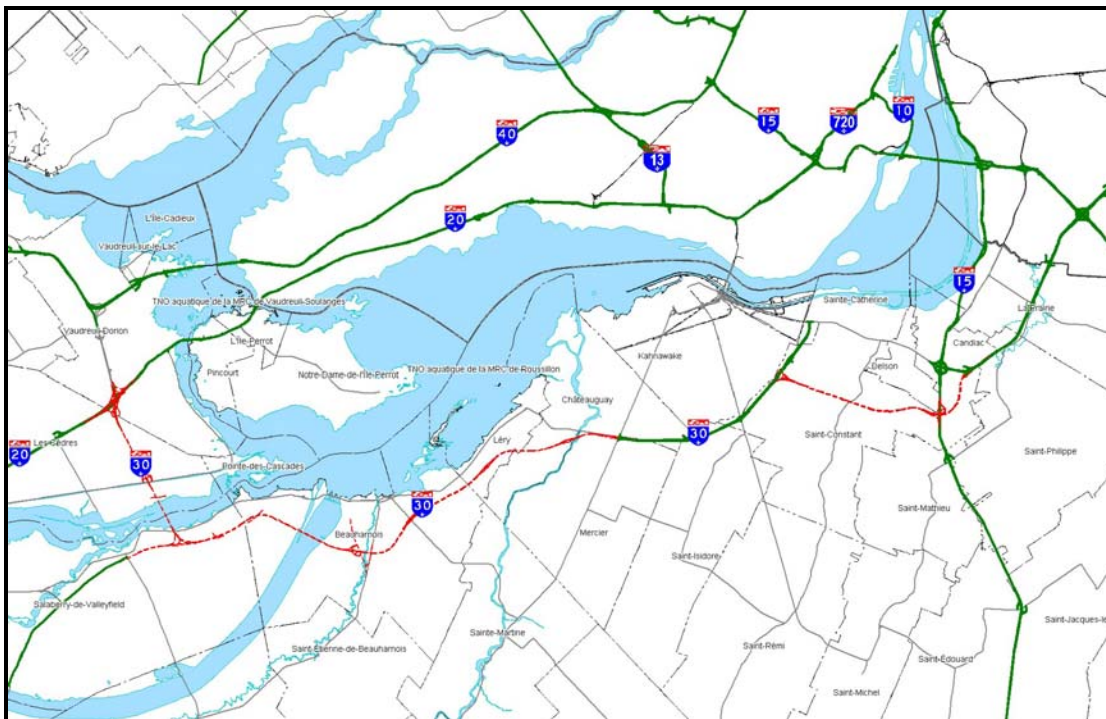 10
15
720
40
13
20
L'Île-Cadieux
Vaudreuil-sur-le-Lac
15
Sainte-Catherine
TNO aquatique de la MRC de Vaudreuil-Soulanges
LaPrairie
Vaudreuil-Dorion
L'Île-Perrot
Candiac
Kahnawake
Pincourt
Notre-Dame-de-l'Île-Perrot
TNO aquatique de la MRC de Roussillon
Delson
Châteauguay
30
Saint-Constant
Les Cèdres
20
30
Léry
Saint-Philippe
Pointe-des-Cascades
30
Saint-Mathieu
Beauharnois
Mercier
Saint-Isidore
Salaberry-de-Valleyfield
Sainte-Martine
Saint-Jacques-le
Saint-Étienne-de-Beauharnois
Saint-Rémi
Saint-Édouard
Saint-Michel